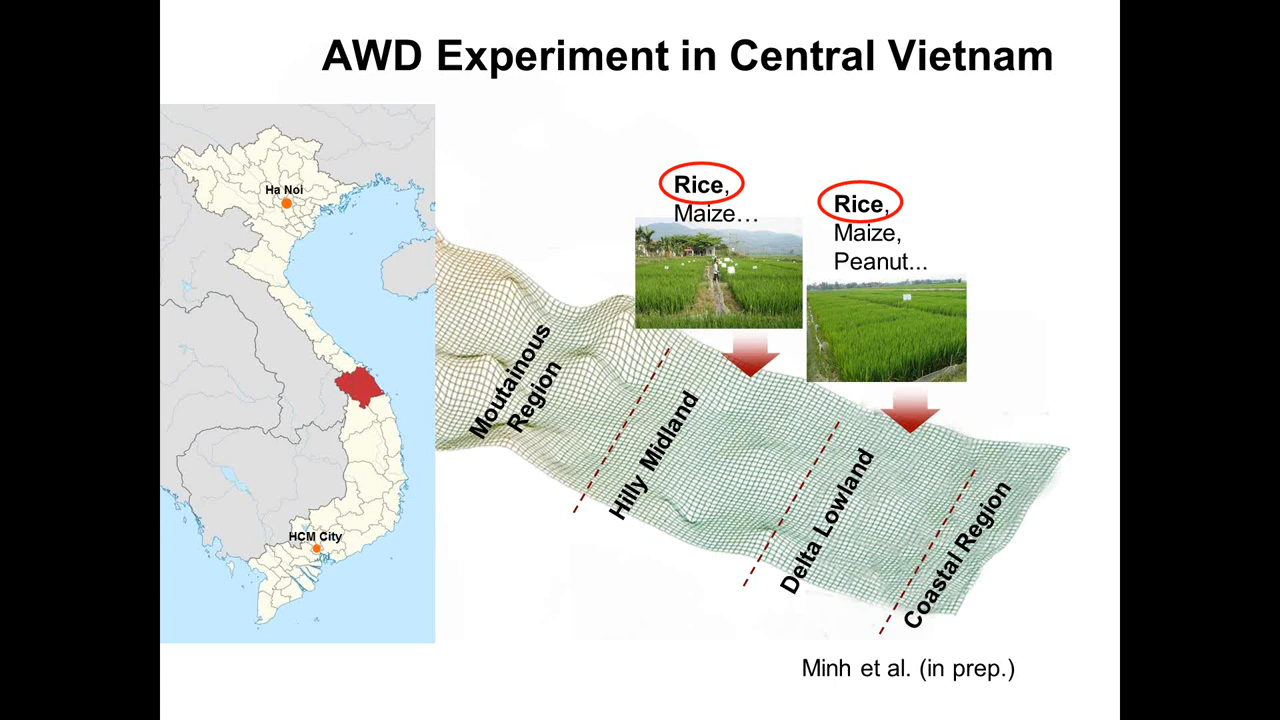 AWD Experiment in Central Vietnam
Ha Noi
HCM City
Rice,
Maize…
Rice,
Maize,
Peanut...
Moutainous
Region
Hilly Midland
Delta Lowland
Coastal Region
Minh et al. (in prep.)